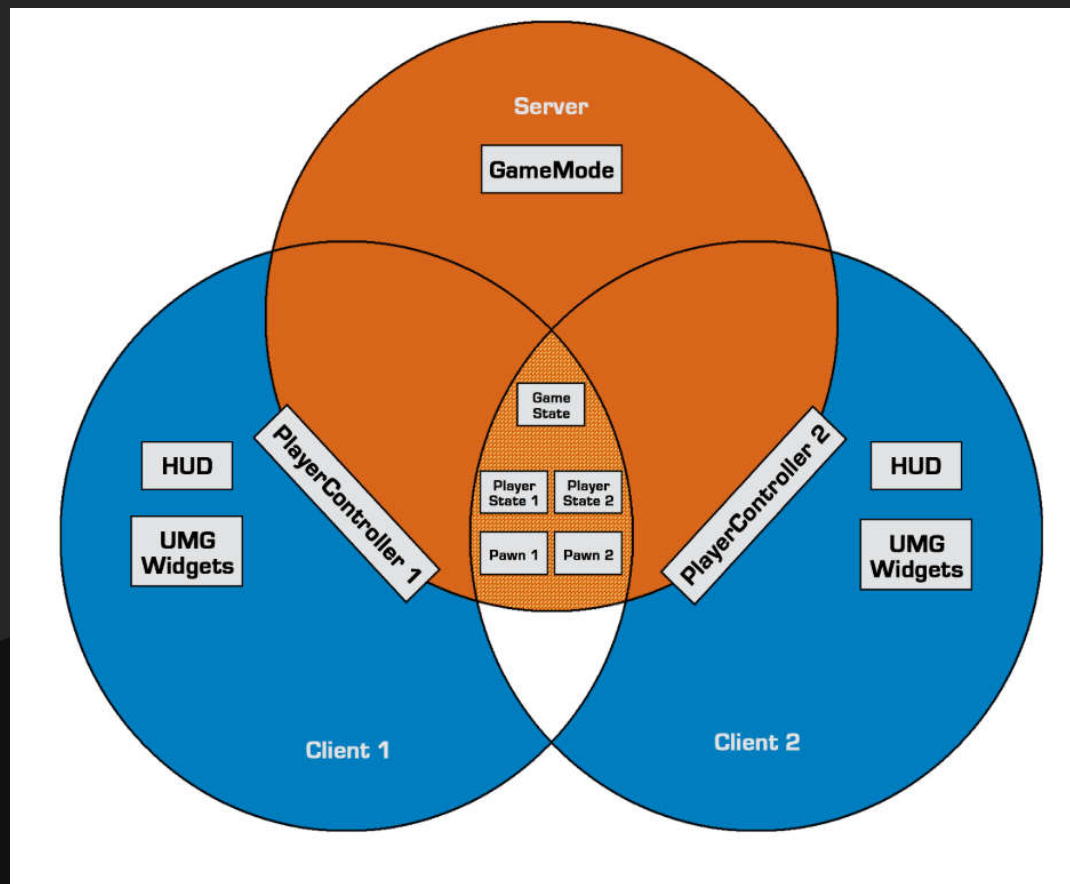 Server
GameMode
Game
State
HUD
PlayerController 1
Player
State 1
Player
State 2
PlayerController 2
HUD
UMG
Widgets
Pawn 1
Pawn 2
UMG
Widgets
Client 1
Client 2